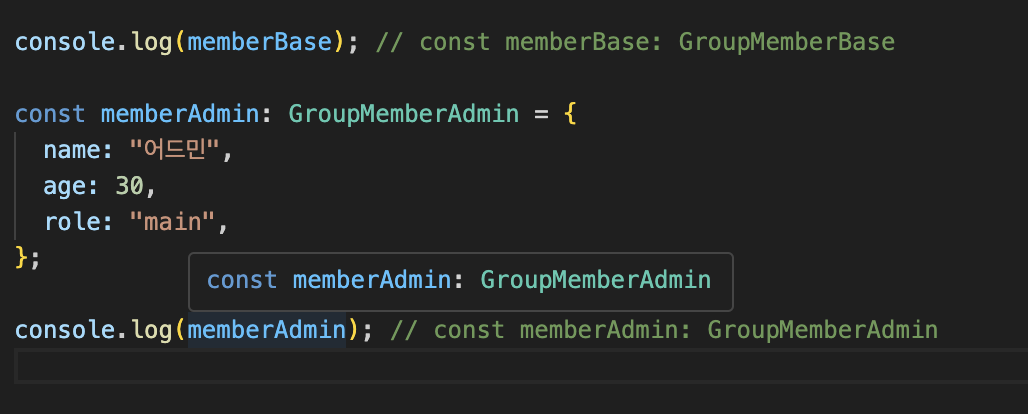 console.log(memberBase); // const memberBase: GroupMemberBase
const memberAdmin: GroupMemberAdmin = {
name: "어드민",
age: 30,
role: "main",
};
const memberAdmin: GroupMemberAdmin
console.log(memberAdmin); // const memberAdmin: GroupMemberAdmin